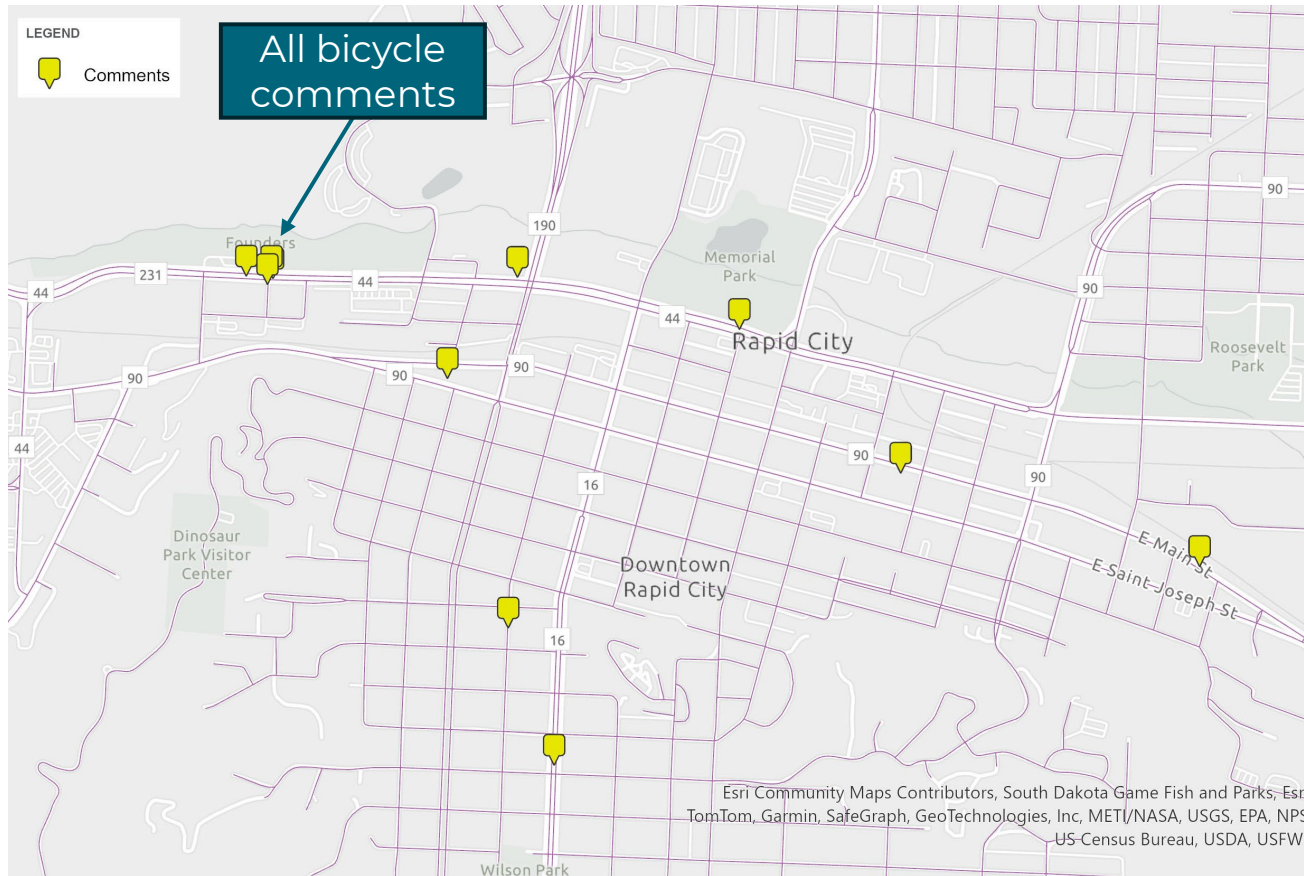 LEGEND
Comments
All bicycle
comments
190
90
Founders
231
44
44
44
Memorial
Park
90
Rapid City
Roosevelt
Park
90
90
90
44
90
90
16
Dinosaur
Park Visitor
Center
E Main St
E Saint Joseph St
Downtown
Rapid City
16
Esri Community Maps Contributors, South Dakota Game Fish and Parks, Esri
TomTom, Garmin, SafeGraph, GeoTechnologies, Inc, METI/NASA, USGS, EPA, NPS
US Census Bureau, USDA, USFW
Wilson Park